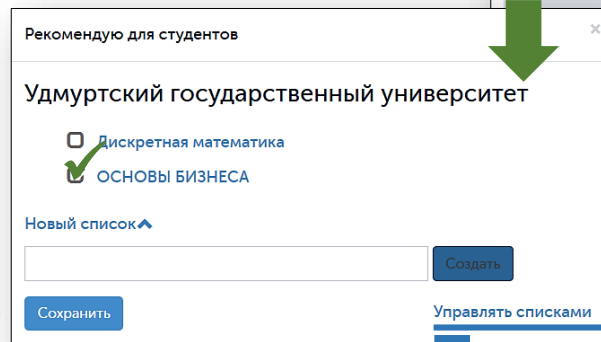 Рекомендую для студентов
×
Удмуртский государственный университет
Дискретная математика
ОСНОВЫ БИЗНЕСА
Новый список
Создать
Сохранить
Управлять списками